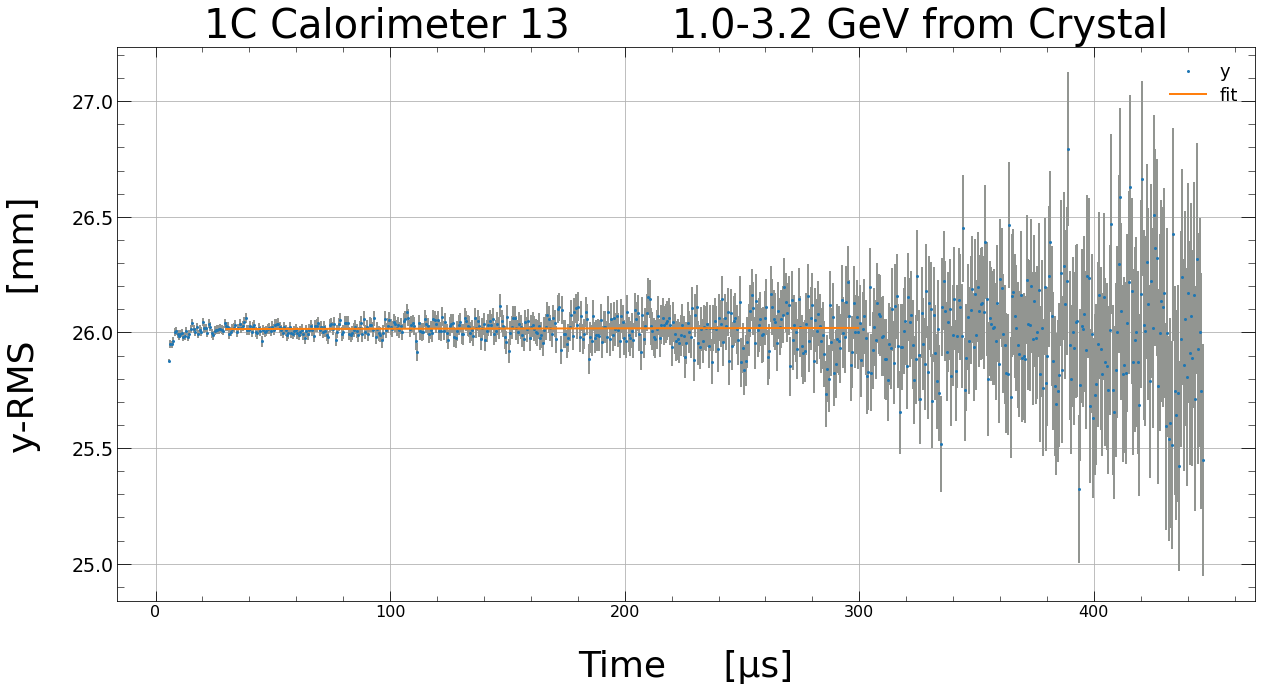 1C Calorimeter 13 1.0-3.2 GeV from Crystal
y
fit
27.0
26.5
26.0
25.5
25.0
y-RMS [mm]
0 100 200 300 400
Time [µs]